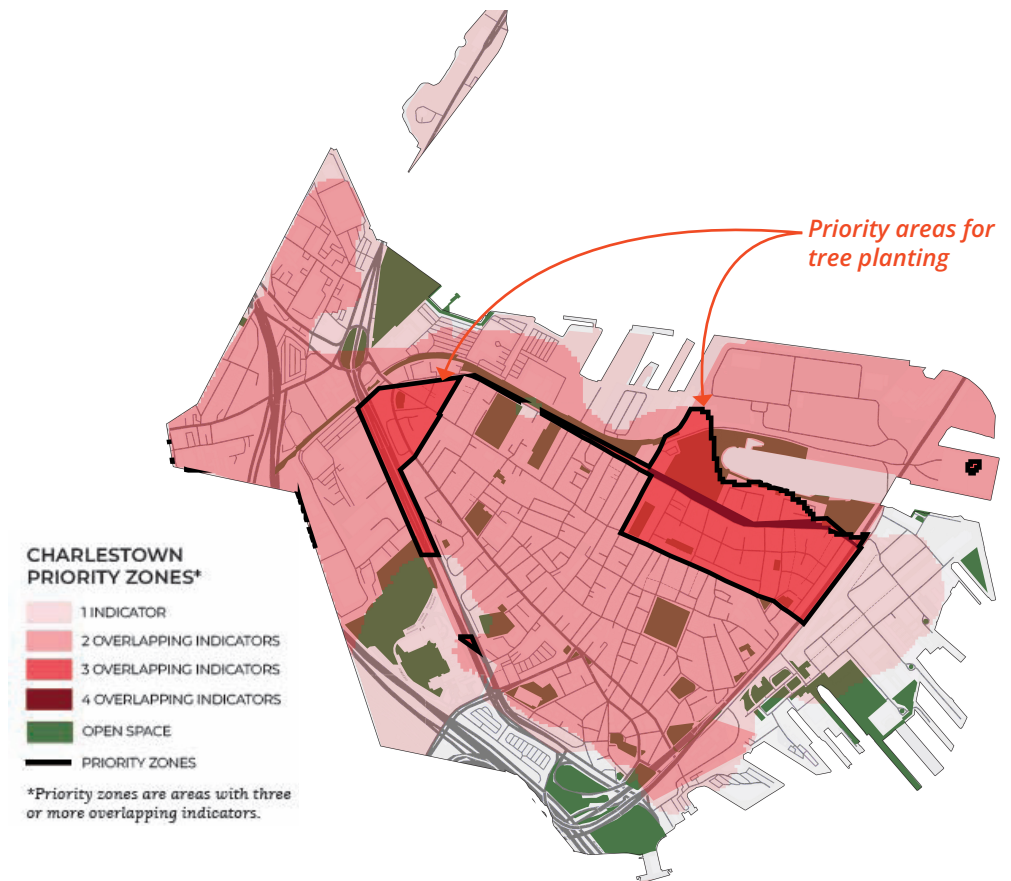 Priority areas for
tree planting
CHARLESTOWN
PRIORITY ZONES*
1 INDICATOR
2 OVERLAPPING INDICATORS
3 OVERLAPPING INDICATORS
4 OVERLAPPING INDICATORS
OPEN SPACE
PRIORITY ZONES
*Priority zones are areas with three
or more overlapping indicators.